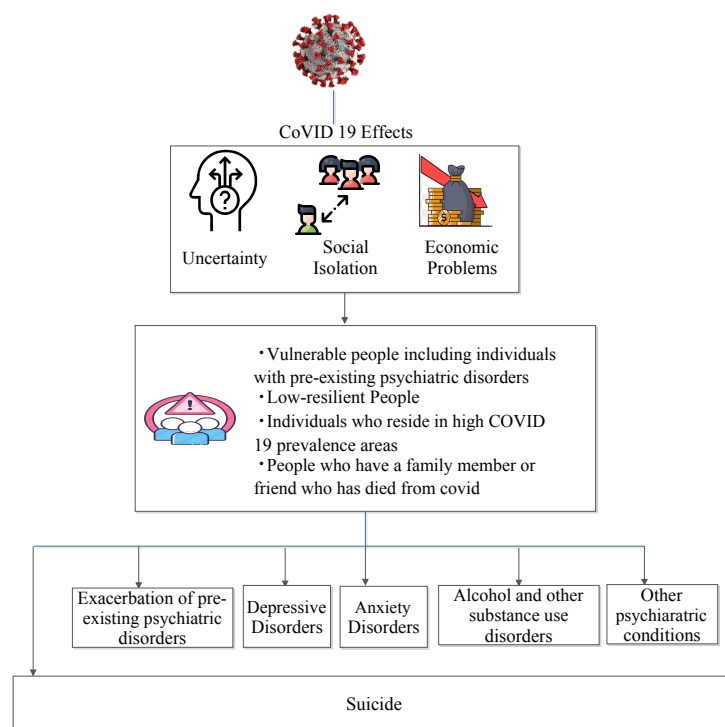 CoVID 19 Effects
Uncertainty
Social
Isolation
Economic
Problems
・Vulnerable people including individuals
with pre-existing psychiatric disorders
・Low-resilient People
・Individuals who reside in high COVID
19 prevalence areas
・People who have a family member or
friend who has died from covid
Exacerbation of pre-
existing psychiatric
disorders
Depressive
Disorders
Anxiety
Disorders
Alcohol and other
substance use
disorders
Other
psychiaratric
conditions
Suicide